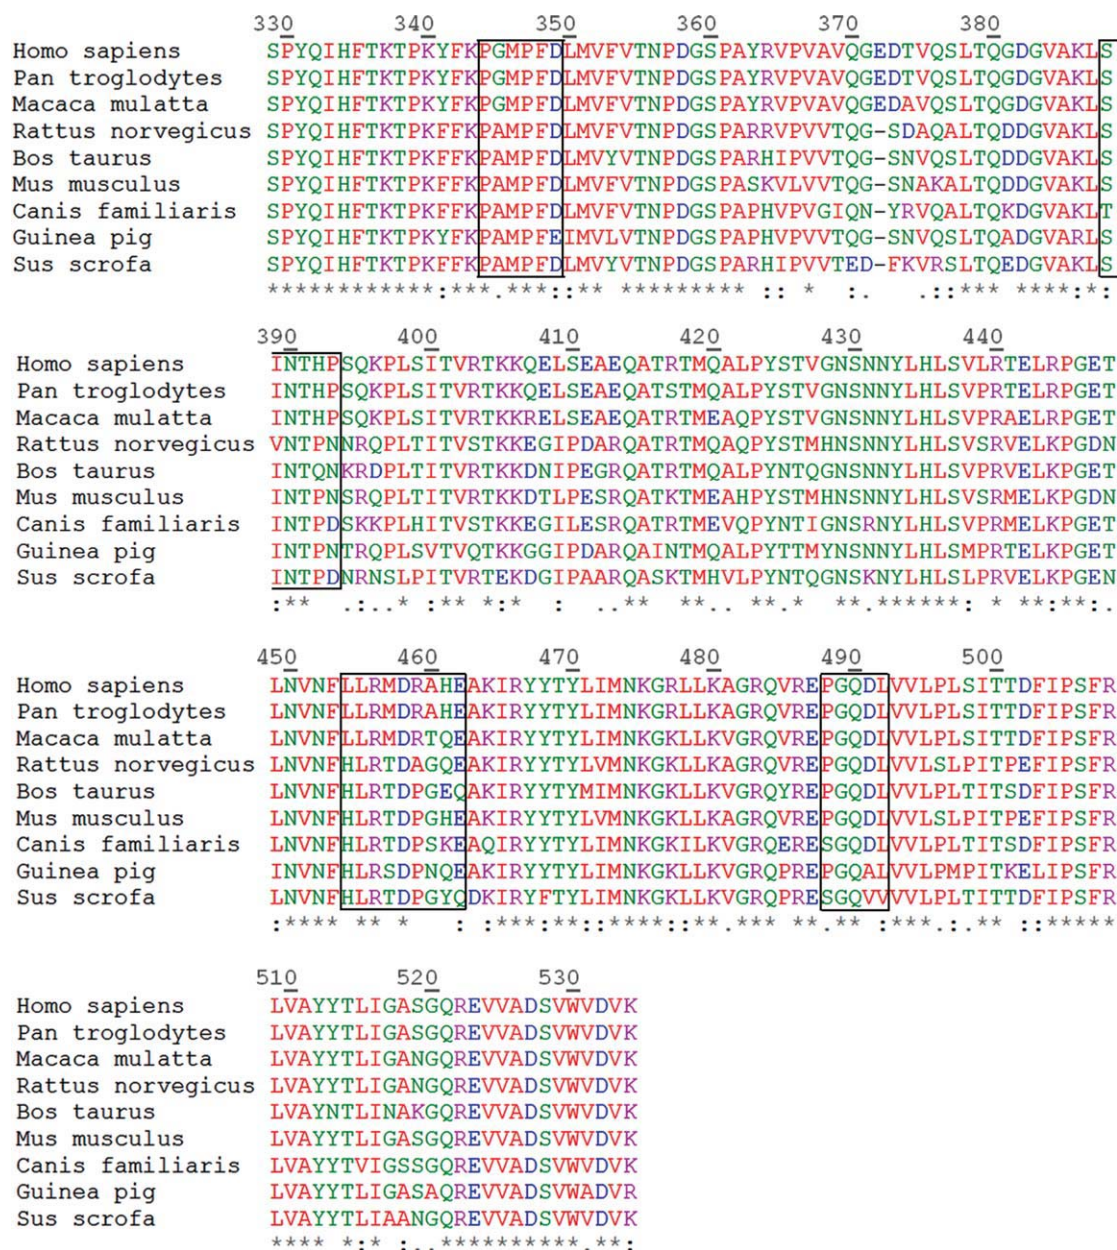 330 340 350 360 370 380
Homo sapiens SPYQIHFTKTPKYFKPGMPFDLMVFVTNPDGSPAYRVPVAVQGEDTVQSLTQGDGVAKLS
Pan troglodytes SPYQIHFTKTPKYFKPGMPFDLMVFVTNPDGSPAYRVPVAVQGEDTVQSLTQGDGVAKLS
Macaca mulatta SPYQIHFTKTPKYFKPGMPFDLMVFVTNPDGSPAYRVPVAVQGEDAVQSLTQGDGVAKLS
Rattus norvegicus SPYQIHFTKTPKFFKPAMPFDLMVFVTNPDGSPARRVPVVTQG-SDAQALTQDDGVAKLS
Bos taurus SPYQIHFTKTPKFFKPAMPFDLMVYVTNPDGSPARHIPVVTQG-SNVQSLTQDDGVAKLS
Mus musculus SPYQIHFTKTPKFFKPAMPFDLMVFVTNPDGSPASKVLVVTQG-SNAKALTQDDGVAKLS
Canis familiaris SPYQIHFTKTPKFFKPAMPFDLMVFVTNPDGSPAPHVPVGIQN-YRVQALTQKDGVAKLT
Guinea pig SPYQIHFTKTPKYFKPAMPFEIMVLVTNPDGSPAPHVPVVTQG-SNVQSLTQADGVARLS
Sus scrofa SPYQIHFTKTPKFFKPAMPFDLMVYVTNPDGSPARHIPVVTED-FKVRSLTQEDGVAKLS
************:***.***::** ********* :: * :. .::*** ****:*:
390 400 410 420 430 440
Homo sapiens INTHPSQKPLSITVRTKKQELSEAEQATRTMQALPYSTVGNSNNYLHLSVLRTELRPGET
Pan troglodytes INTHPSQKPLSITVRTKKQELSEAEQATSTMQALPYSTVGNSNNYLHLSVLRTELRPGET
Macaca mulatta INTHPSQKPLSITVRTKKRELSEAEQATRTMEAQPYSTVGNSNNYLHLSVPRAELRPGET
Rattus norvegicus VNTPNNRQPLTITVSTKKEGIPDARQATRTMQAQPYSTMHNSNNYLHLSVSRVELKPGDN
Bos taurus INTQNKRDPLTITVRTKKDNIPEGRQATRTMQALPYNTQGNSNNYLHLSVPRVELKPGET
Mus musculus INTPNSRQPLTITVRTKKDTLPESRQATKTMEAHPYSTMHNSNNYLHLSVSRMELKPGDN
Canis familiaris INTPDSKKPLHITVSTKKEGILESRQATRTMEVQPYNTIGNSRNYLHLSVPRMELKPGET
Guinea pig INTPNTRQPLSVTVQTKKGGIPDARQAINTMQALPYTTMYNSNNYLHLSMPRTELKPGET
Sus scrofa INTPDNRNSLPITVRTEKDGIPAARQASKTMHVLPYNTQGNSKNYLHLSLPRVELKPGEN
:** .:..* :** *:* : ..** **.. **.* **.******: * **:**:.
450 460 470 480 490 500
Homo sapiens LNVNFLLRMDRAHEAKIRYYTYLIMNKGRLLKAGRQVREPGQDLVVLPLSITTDFIPSFR
Pan troglodytes LNVNFLLRMDRAHEAKIRYYTYLIMNKGRLLKAGRQVREPGQDLVVLPLSITTDFIPSFR
Macaca mulatta LNVNFLLRMDRTQEAKIRYYTYLIMNKGKLLKVGRQVREPGQDLVVLPLSITTDFIPSFR
Rattus norvegicus LNVNFHLRTDAGQEAKIRYYTYLVMNKGKLLKAGRQVREPGQDLVVLSLPITPEFIPSFR
Bos taurus LNVNFHLRTDPGEQAKIRYYTYMIMNKGKLLKVGRQYREPGQDLVVLPLTITSDFIPSFR
Mus musculus LNVNFHLRTDPGHEAKIRYYTYLVMNKGKLLKAGRQVREPGQDLVVLSLPITPEFIPSFR
Canis familiaris LNVNFHLRTDPSKEAQIRYYTYLIMNKGKILKVGRQERESGQDLVVLPLTITSDFIPSFR
Guinea pig INVNFHLRSDPNQEAKIRYYTYLIMNKGKLLKVGRQPREPGQALVVLPMPITKELIPSFR
Sus scrofa LNVNFHLRTDPGYQDKIRYFTYLIMNKGKLLKVGRQPRESGQVVVVLPLTITTDFIPSFR
:**** ** * : :***:**::****::**.*** **.** :***.:.** ::*****
510 520 530
Homo sapiens LVAYYTLIGASGQREVVADSVWVDVK
Pan troglodytes LVAYYTLIGASGQREVVADSVWVDVK
Macaca mulatta LVAYYTLIGANGQREVVADSVWVDVK
Rattus norvegicus LVAYYTLIGANGQREVVADSVWVDVK
Bos taurus LVAYNTLINAKGQREVVADSVWVDVK
Mus musculus LVAYYTLIGASGQREVVADSVWVDVK
Canis familiaris LVAYYTVIGSSGQREVVADSVWVDVK
Guinea pig LVAYYTLIGASAQREVVADSVWADVR
Sus scrofa LVAYYTLIAANGQREVVADSVWVDVK
**** *:* :..**********.**: